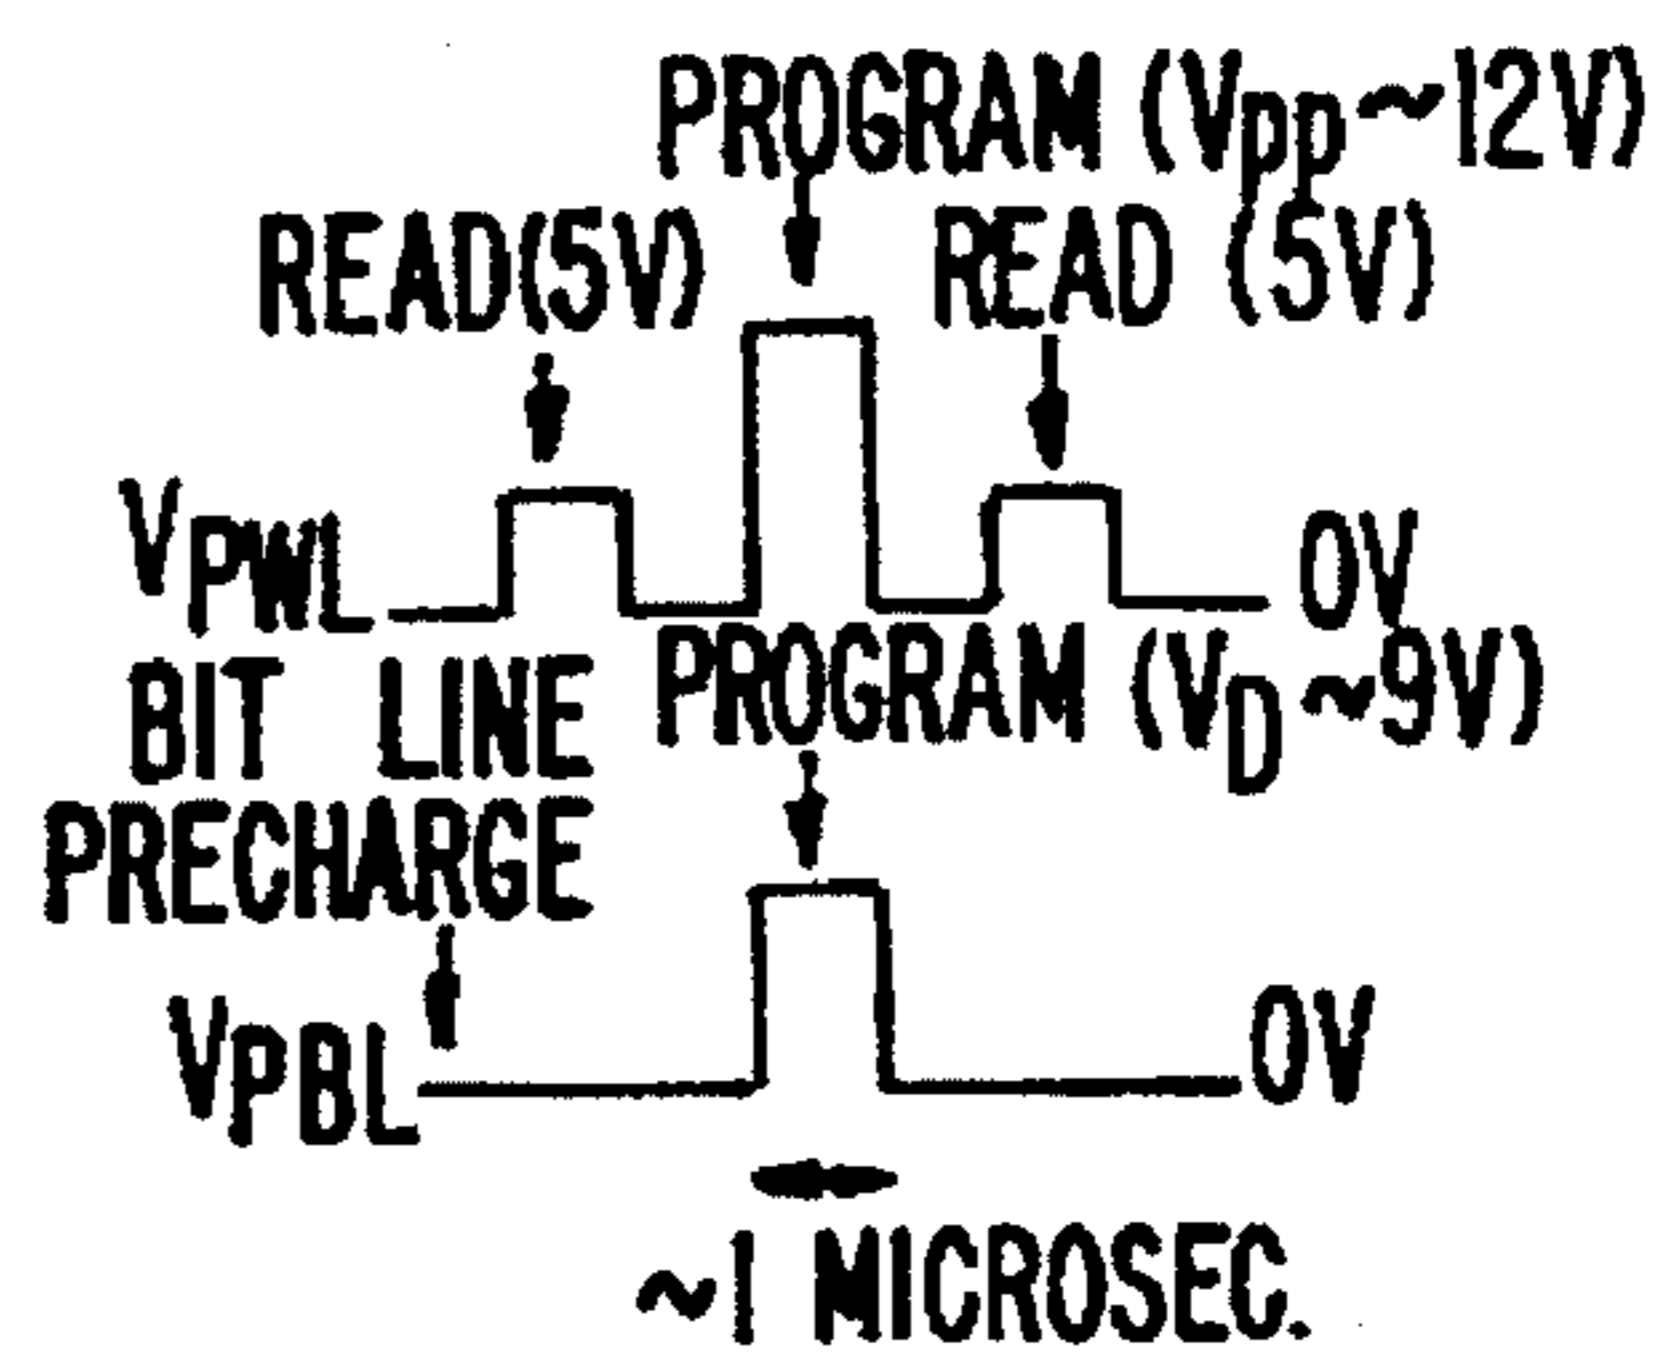 PROGRAM (VPP~12V)
READ(5V)
READ (5V)
VPWL
0V
PROGRAM (VD~9V)
BIT LINE
PRECHARGE
VPBL
0V
~1 MICROSEC.